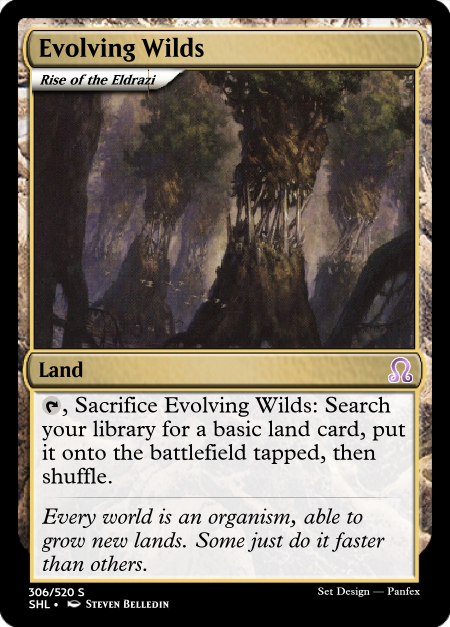 Evolving Wilds
Rise of the Eldrazi
Land
, Sacrifice Evolving Wilds: Search
your library for a basic land card, put
it onto the battlefield tapped, then
shuffle.
Every world is an organism, able to
grow new lands. Some just do it faster
than others.
306/520 S
SHL • Steven Belledin
Set Design — Panfex